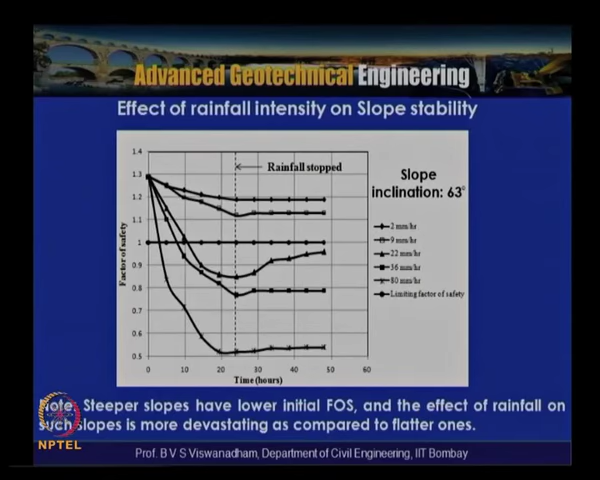 Advanced Geotechnical Engineering
Effect of rainfall intensity on Slope stability
1.4
1.3
1.2
1.1
1
0.9
0.8
0.7
0.6
0.5
Factor of safety
Rainfall stopped
0 10 20 30 40 50 60
Time (hours)
Slope
inclination: 63°
2 mm/hr
9 mm/hr
22 mm/hr
36 mm/hr
80 mm/hr
Limiting factor of safety
Note: Steeper slopes have lower initial FOS, and the effect of rainfall on
such slopes is more devastating as compared to flatter ones.
NPTEL
Prof. B V S Viswanadham, Department of Civil Engineering, IIT Bombay